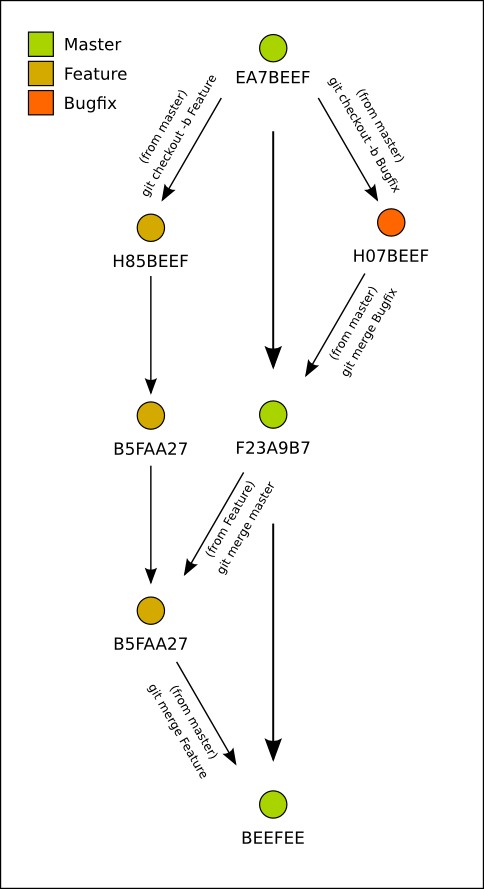 Master
Feature
Bugfix
EA7BEEF
(from master)
git checkout -b Feature
(from master)
git checkout -b Bugfix
H85BEEF
H07BEEF
(from master)
git merge Bugfix
B5FAA27
F23A9B7
(from Feature)
git merge master
B5FAA27
(from master)
git merge Feature
BEEFEE